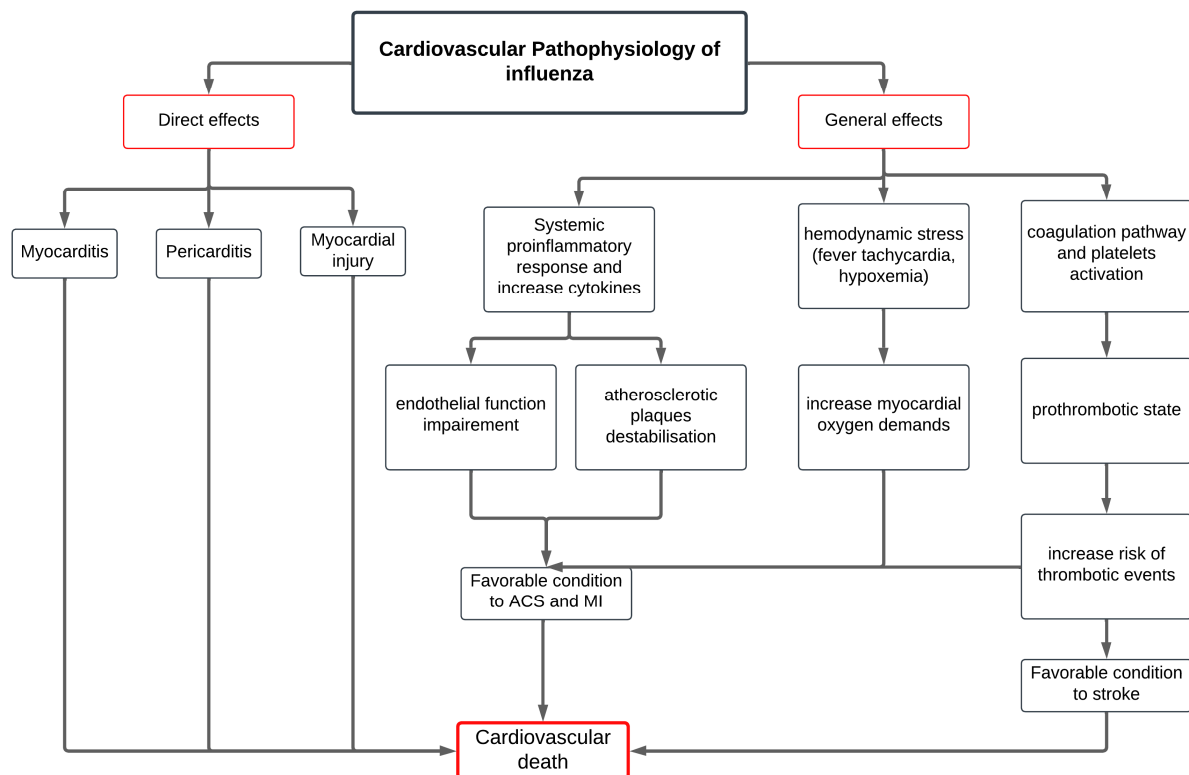 Cardiovascular Pathophysiology of
influenza
Direct effects
General effects
Myocarditis
Pericarditis
Myocardial
injury
Systemic
proinflammatory
response and
increase cytokines
hemodynamic stress
(fever tachycardia,
hypoxemia)
coagulation pathway
and platelets
activation
endothelial function
impairement
atherosclerotic
plaques
destabilisation
increase myocardial
oxygen demands
prothrombotic state
increase risk of
thrombotic events
Favorable condition
to ACS and MI
Favorable condition
to stroke
Cardiovascular
death